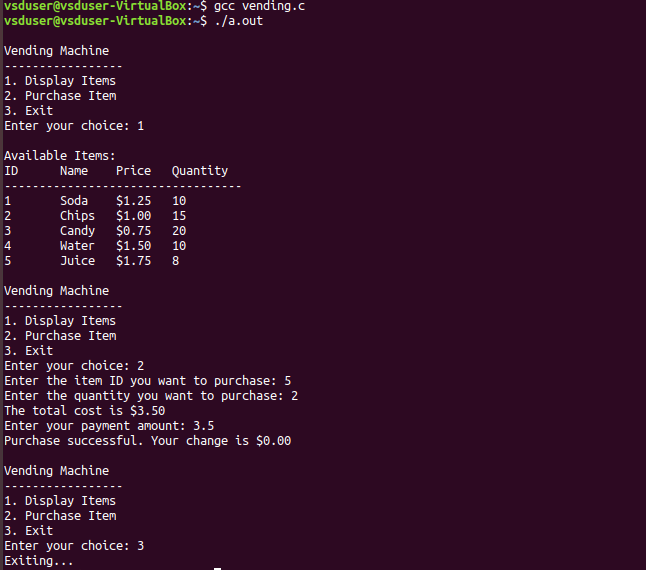 vsduser@vsduser-VirtualBox:~$ gcc vending.c
vsduser@vsduser-VirtualBox:~$ ./a.out

Vending Machine
-----------------
1. Display Items
2. Purchase Item
3. Exit
Enter your choice: 1

Available Items:
ID      Name    Price   Quantity
----------------------------------
1       Soda    $1.25   10
2       Chips   $1.00   15
3       Candy   $0.75   20
4       Water   $1.50   10
5       Juice   $1.75   8

Vending Machine
-----------------
1. Display Items
2. Purchase Item
3. Exit
Enter your choice: 2
Enter the item ID you want to purchase: 5
Enter the quantity you want to purchase: 2
The total cost is $3.50
Enter your payment amount: 3.5
Purchase successful. Your change is $0.00

Vending Machine
-----------------
1. Display Items
2. Purchase Item
3. Exit
Enter your choice: 3
Exiting...